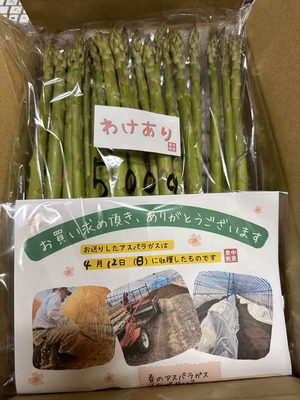 わけあり
500g
お買い求め頂き、ありがとうございます
お送りしたアスパラガスは
4月12日(日)に収穫したものです
春のアスパラガス